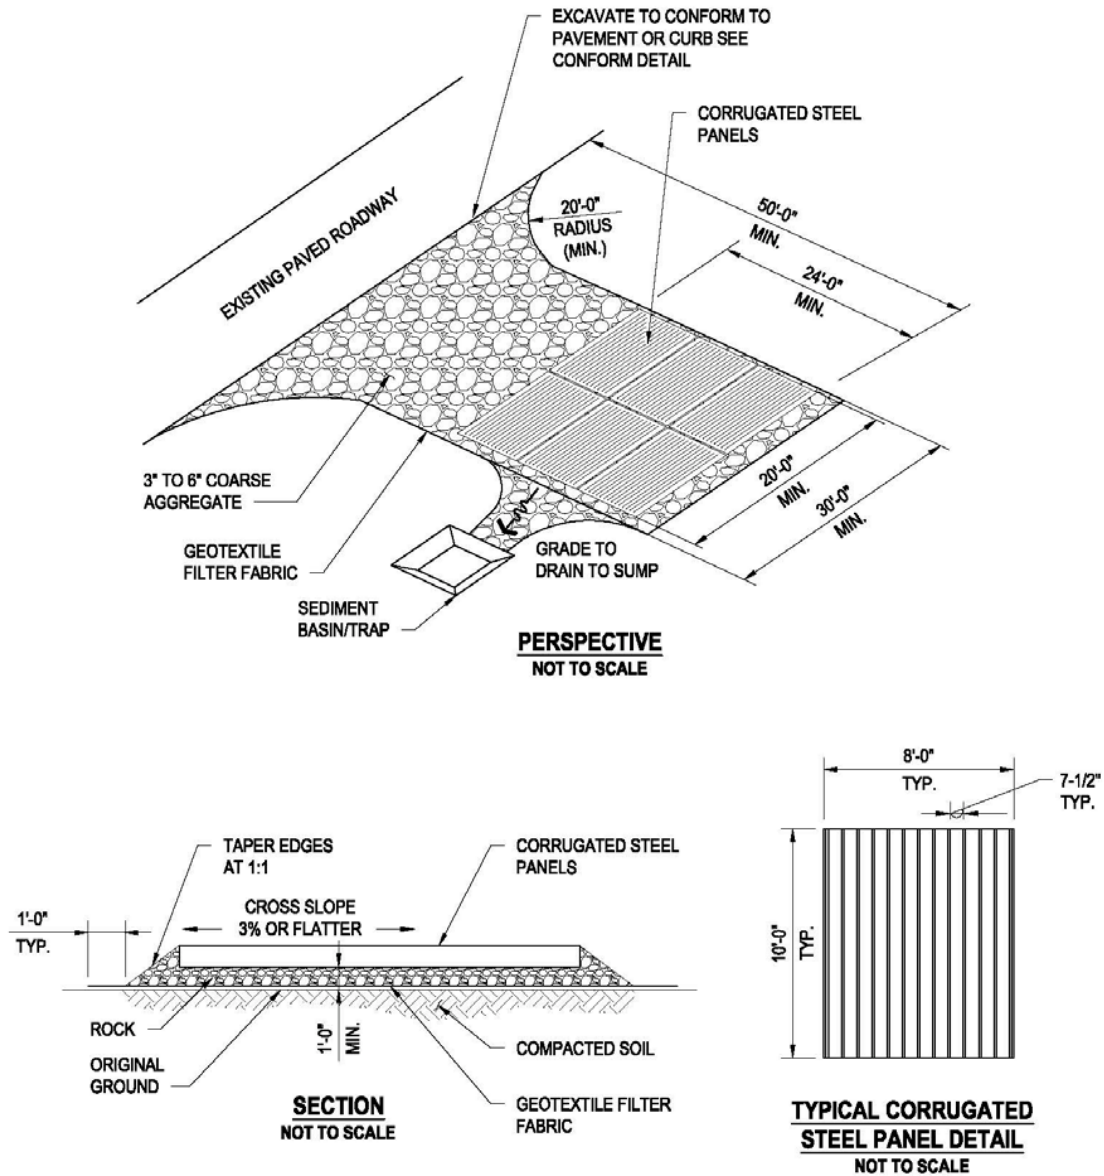 EXCAVATE TO CONFORM TO
PAVEMENT OR CURB SEE
CONFORM DETAIL
CORRUGATED STEEL
PANELS
EXISTING PAVED ROADWAY
20'-0"
RADIUS
(MIN.)
50'-0"
MIN.
24'-0"
MIN.
3" TO 6" COARSE
AGGREGATE
GEOTEXTILE
FILTER FABRIC
SEDIMENT
BASIN/TRAP
GRADE TO
DRAIN TO SUMP
20'-0"
MIN.
30'-0"
MIN.
PERSPECTIVE
NOT TO SCALE
TAPER EDGES
AT 1:1
CORRUGATED STEEL
PANELS
1'-0"
TYP.
CROSS SLOPE
3% OR FLATTER
ROCK
ORIGINAL
GROUND
1'-0"
MIN.
COMPACTED SOIL
GEOTEXTILE FILTER
FABRIC
SECTION
NOT TO SCALE
8'-0"
TYP.
7-1/2"
TYP.
10'-0"
TYP.
TYPICAL CORRUGATED
STEEL PANEL DETAIL
NOT TO SCALE